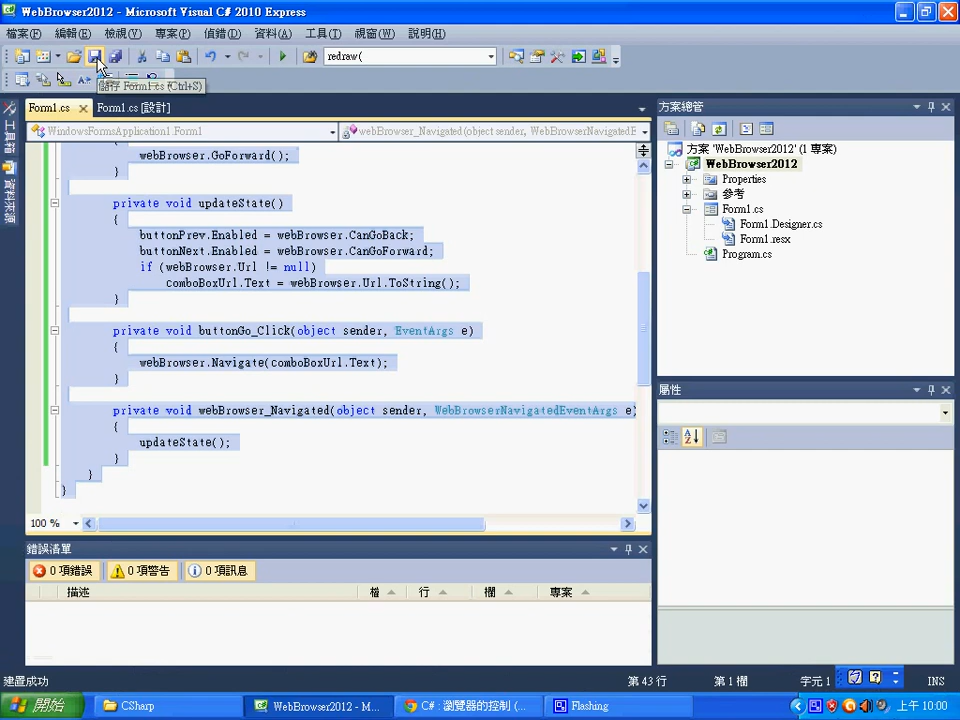 WebBrowser2012 - Microsoft Visual C# 2010 Express
檔案(F) 編輯(E) 檢視(V) 專案(P) 偵錯(D) 資料(A) 工具(T) 視窗(W) 說明(H)
redraw(
儲存 Form1.cs (Ctrl+S)
Form1.cs Form1.cs [設計]
方案總管
WindowsFormsApplication1.Form1 webBrowser_Navigated(object sender, WebBrowserNavigatedE
工具箱
資料來源
{
webBrowser.GoForward();
}
private void updateState()
{
buttonPrev.Enabled = webBrowser.CanGoBack;
buttonNext.Enabled = webBrowser.CanGoForward;
if (webBrowser.Url != null)
comboBoxUrl.Text = webBrowser.Url.ToString();
}
private void buttonGo_Click(object sender, EventArgs e)
{
webBrowser.Navigate(comboBoxUrl.Text);
}
private void webBrowser_Navigated(object sender, WebBrowserNavigatedEventArgs e)
{
updateState();
}
}
}
100 %
方案 'WebBrowser2012' (1 專案)
WebBrowser2012
Properties
參考
Form1.cs
Form1.Designer.cs
Form1.resx
Program.cs
屬性
錯誤清單
0 項錯誤 0 項警告 0 項訊息
描述 檔 行 欄 專案
建置成功 第 43 行 第 1 欄 字元 1 INS
開始 CSharp WebBrowser2012 - M... C# : 瀏覽器的控制 (... Flashing 上午 10:00